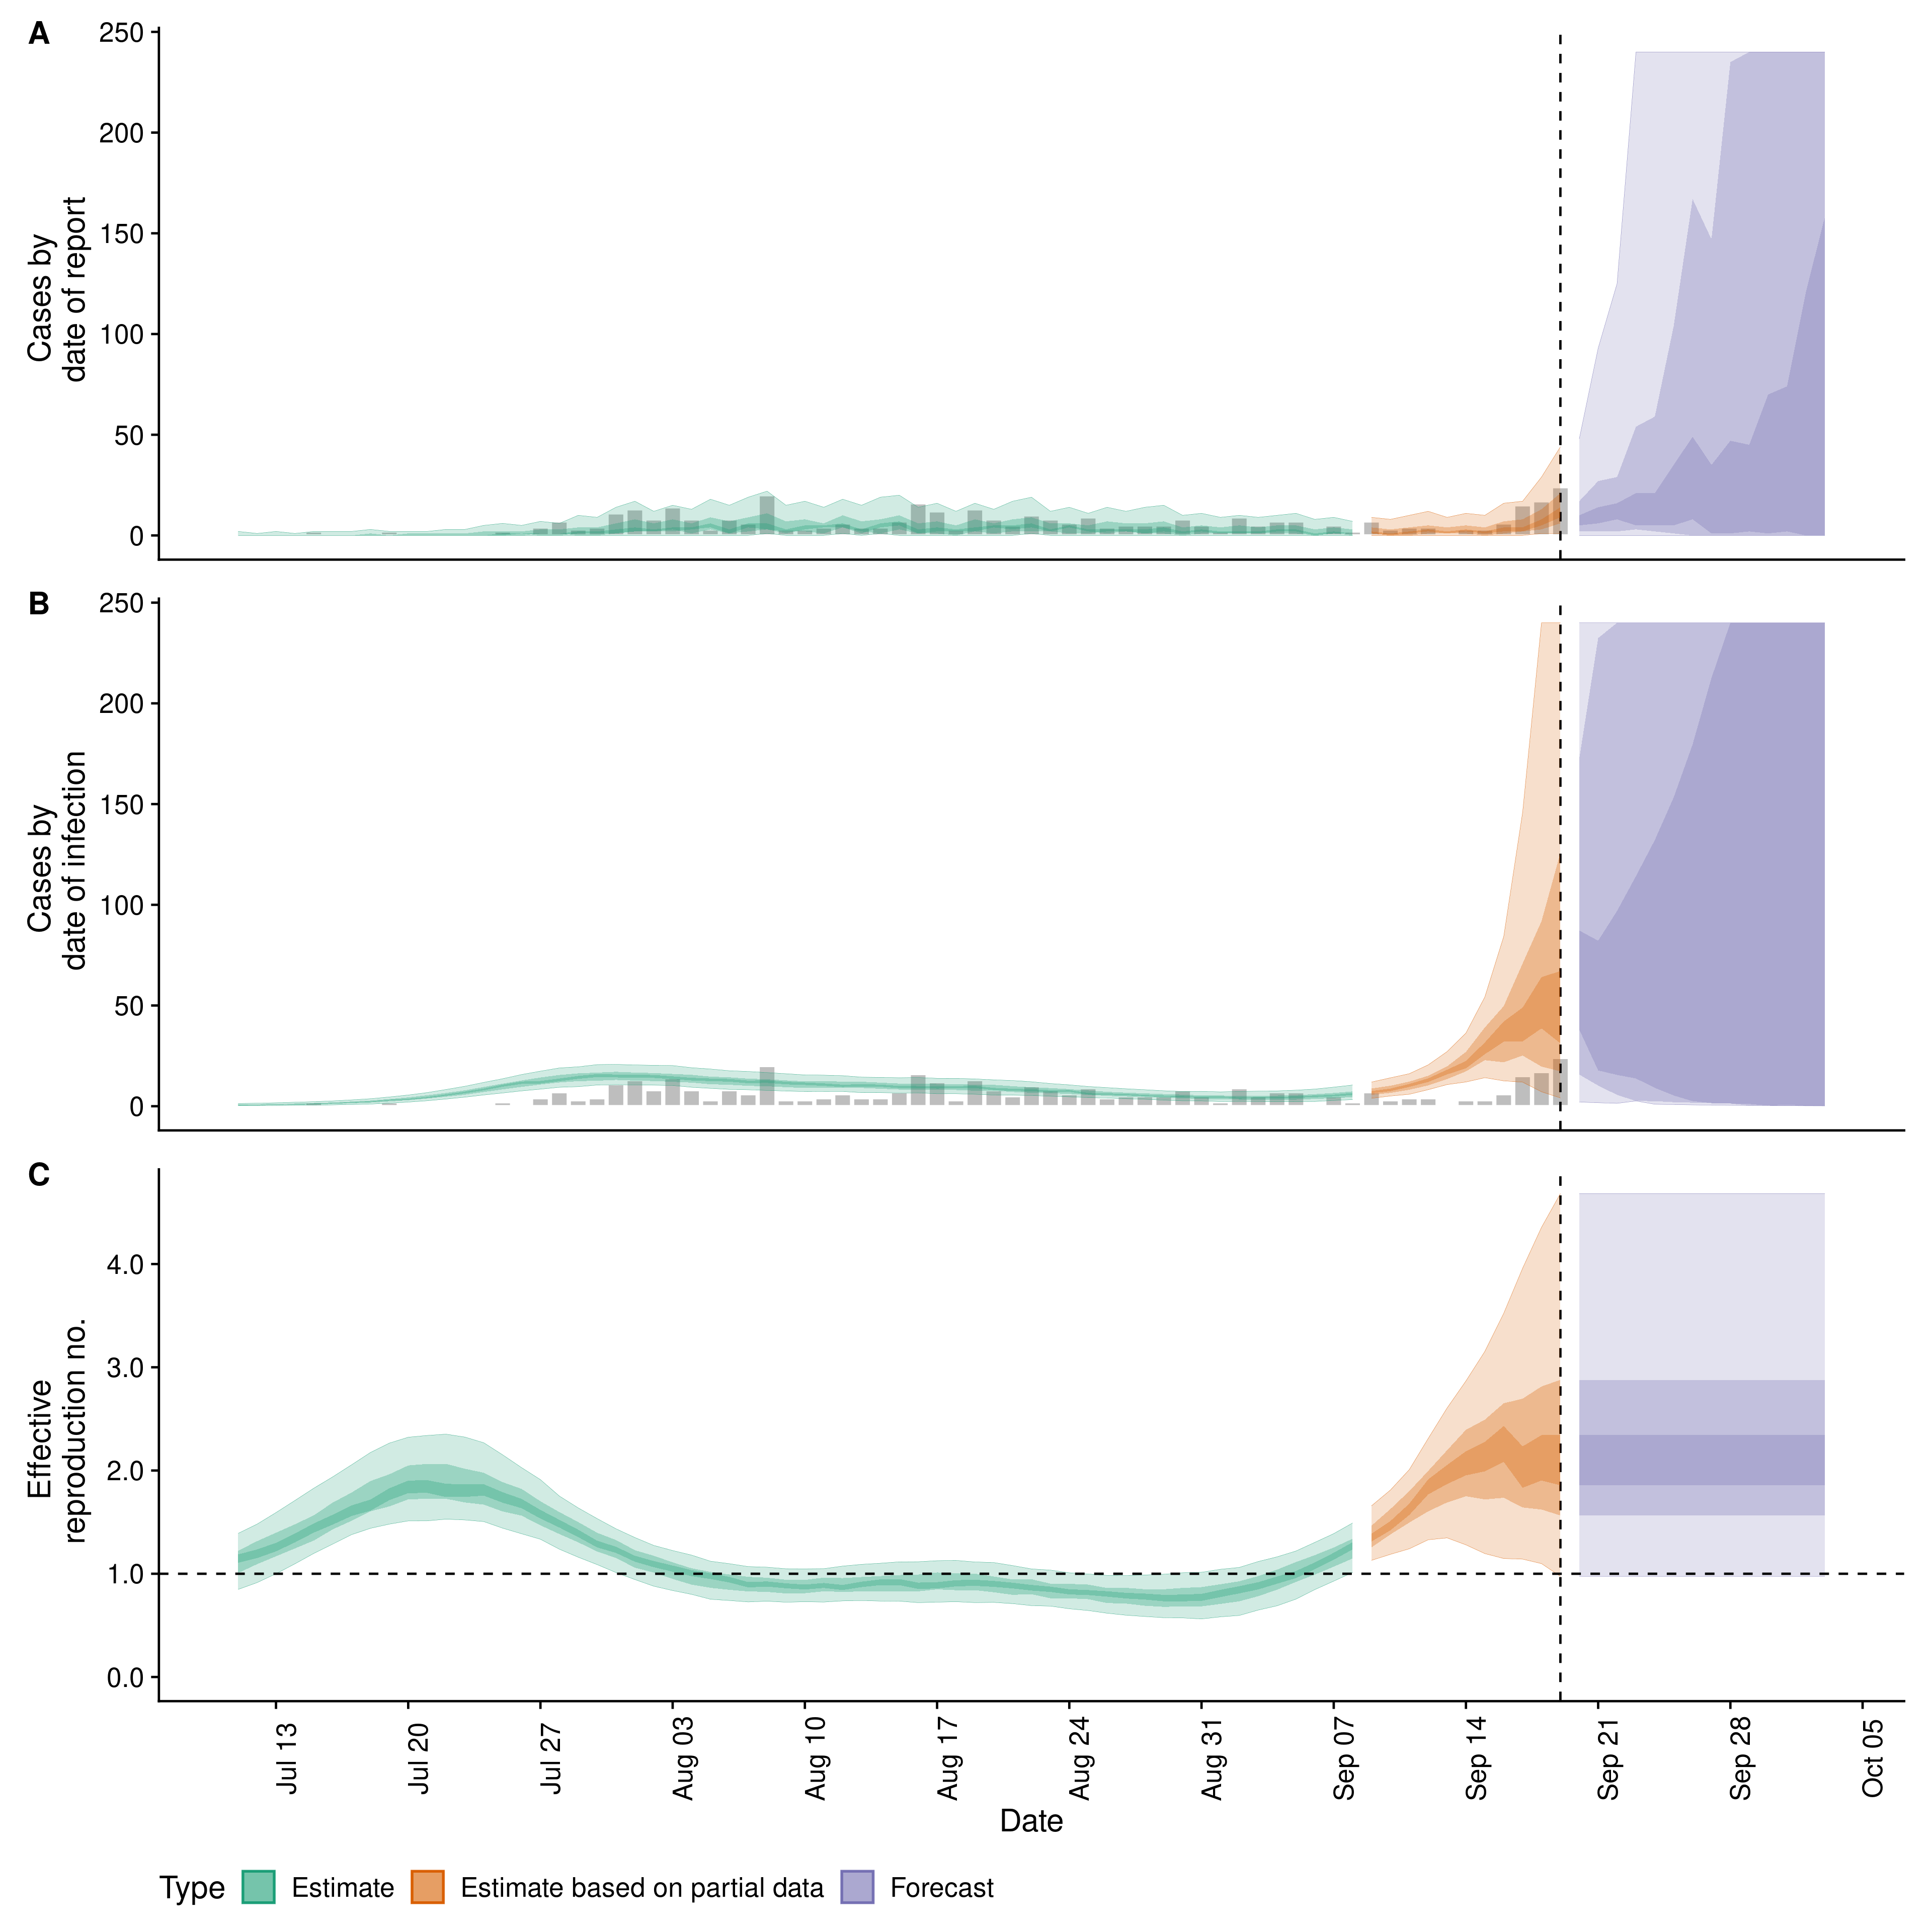 A
250
200
150
100
50
0
Cases by
date of report
B
250
200
150
100
50
0
Cases by
date of infection
C
4.0
3.0
2.0
1.0
0.0
Effective
reproduction no.
Jul 13
Jul 20
Jul 27
Aug 03
Aug 10
Aug 17
Aug 24
Aug 31
Sep 07
Sep 14
Sep 21
Sep 28
Oct 05
Date
Type Estimate Estimate based on partial data Forecast